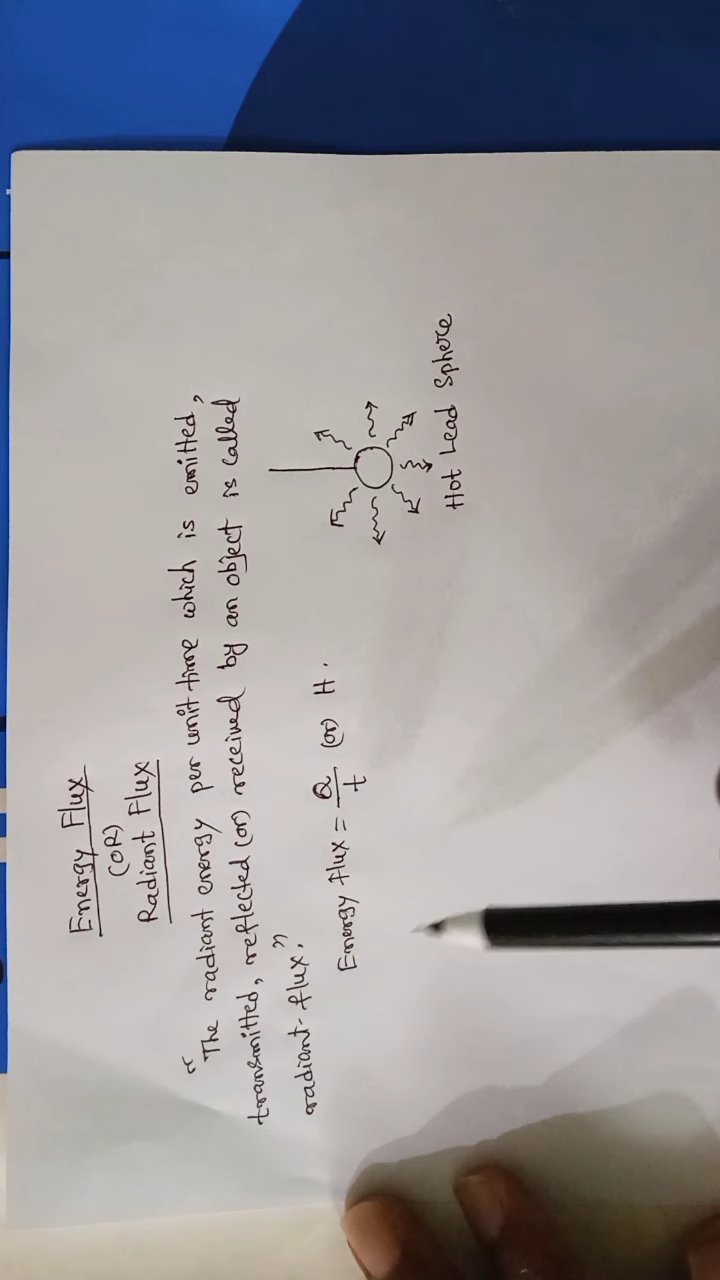 Energy Flux
(OR)
Radiant Flux
"The radiant energy per unit time which is emitted,
transmitted, reflected (or) received by an object is called
radiant-flux."
Energy flux = Q/t (or) H.
Hot Lead Sphere